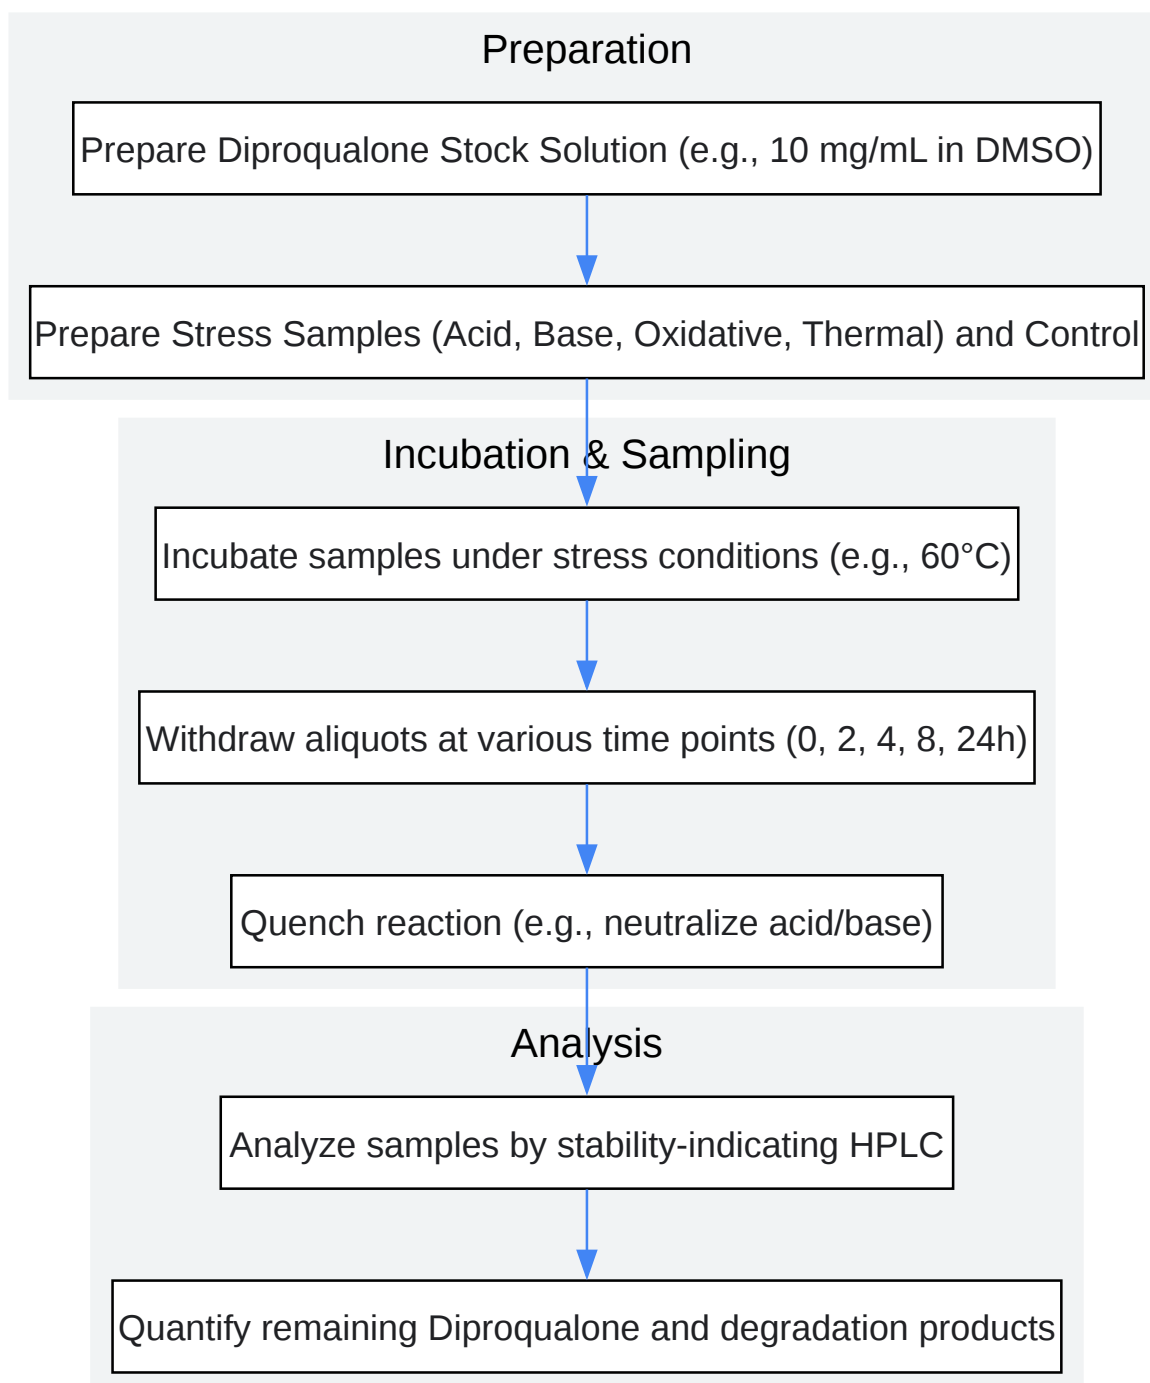 Preparation
Prepare Diproqualone Stock Solution (e.g., 10 mg/mL in DMSO)
Prepare Stress Samples (Acid, Base, Oxidative, Thermal) and Control
Incubation & Sampling
Incubate samples under stress conditions (e.g., 60°C)
Withdraw aliquots at various time points (0, 2, 4, 8, 24h)
Quench reaction (e.g., neutralize acid/base)
Analysis
Analyze samples by stability-indicating HPLC
Quantify remaining Diproqualone and degradation products